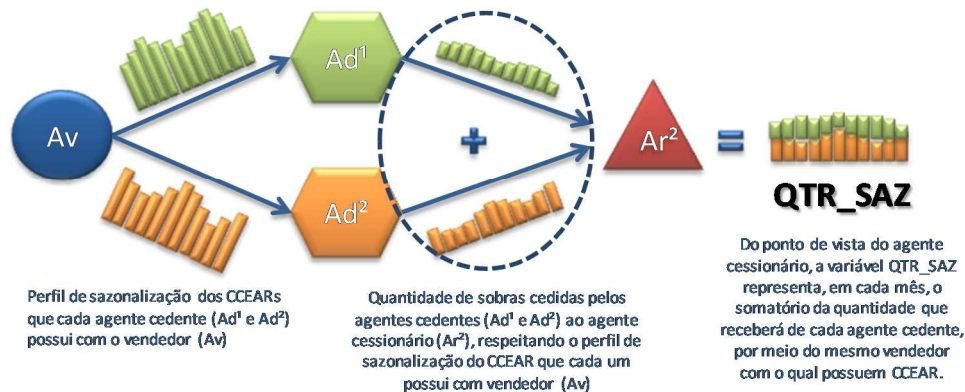 Av
Ad¹
Ad²
Ar²
QTR_SAZ
Perfil de sazonalização dos CCEARs
que cada agente cedente (Ad¹ e Ad²)
possui com o vendedor (Av)
Quantidade de sobras cedidas pelos
agentes cedentes (Ad¹ e Ad²) ao agente
cessionário (Ar²), respeitando o perfil de
sazonalização do CCEAR que cada um
possui com vendedor (Av)
Do ponto de vista do agente
cessionário, a variável QTR_SAZ
representa, em cada mês, o
somatório da quantidade que
receberá de cada agente cedente,
por meio do mesmo vendedor
com o qual possuem CCEAR.